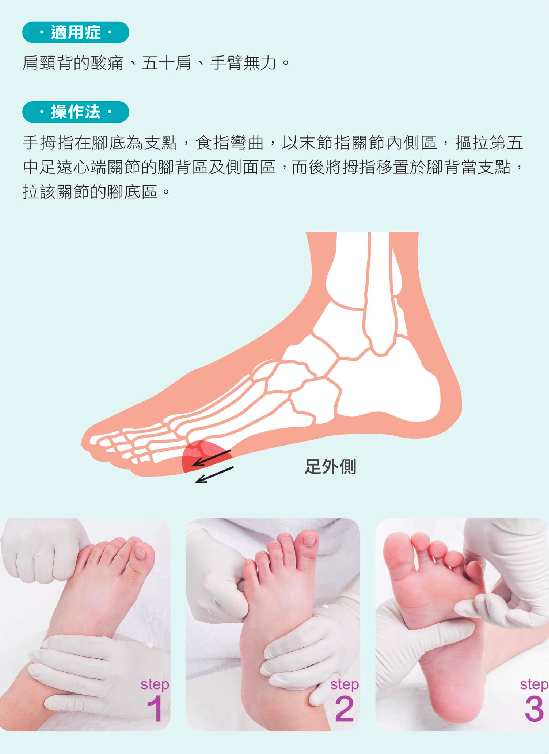 · 適用症 ·
肩頸背的酸痛、五十肩、手臂無力。
· 操作法 ·
手拇指在腳底為支點，食指彎曲，以末節指關節內側區，摳拉第五
中足遠心端關節的腳背區及側面區，而後將拇指移置於腳背當支點，
拉該關節的腳底區。
足外側
step
1
step
2
step
3